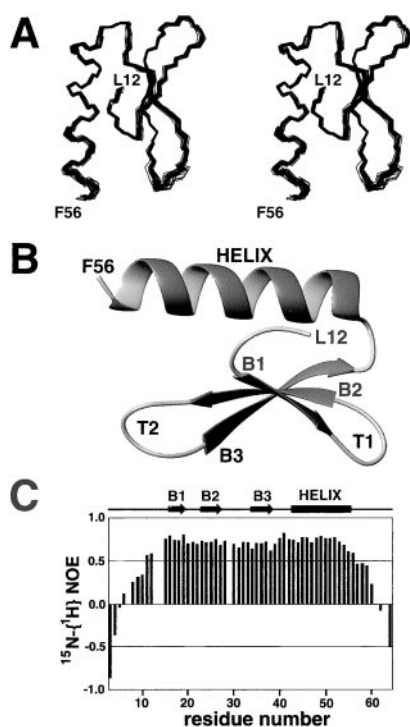 A
L12
L12
F56
F56
B
HELIX
F56
L12
B1
B2
T2
T1
B3
C
B1 B2 B3 HELIX
1.0
0.5
0.0
-0.5
-1.0
¹⁵N-{¹H} NOE
10 20 30 40 50 60
residue number